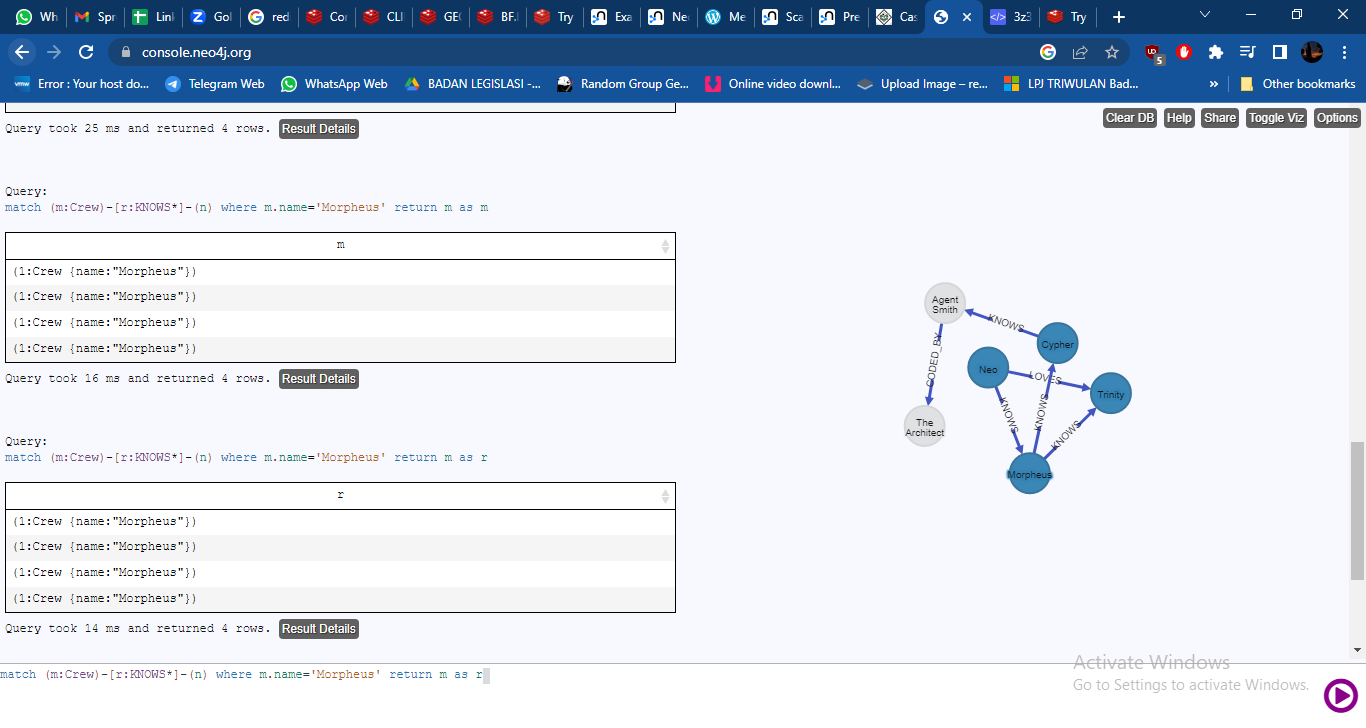 Wh
Spr
Lin
Gol
red
Co
CLI
GE
BF.
Try
Exa
Ne
Me
Sca
Pre
Cas
3z3
Try
console.neo4j.org
5
Error : Your host do...
Telegram Web
WhatsApp Web
BADAN LEGISLASI -...
Random Group Ge...
Online video downl...
Upload Image – re...
LPJ TRIWULAN Bad...
»
Other bookmarks
Query took 25 ms and returned 4 rows. Result Details
Clear DB Help Share Toggle Viz Options
Query:
match (m:Crew)-[r:KNOWS*]-(n) where m.name='Morpheus' return m as m
m
(1:Crew {name:"Morpheus"})
(1:Crew {name:"Morpheus"})
(1:Crew {name:"Morpheus"})
(1:Crew {name:"Morpheus"})
Query took 16 ms and returned 4 rows. Result Details
Query:
match (m:Crew)-[r:KNOWS*]-(n) where m.name='Morpheus' return m as r
r
(1:Crew {name:"Morpheus"})
(1:Crew {name:"Morpheus"})
(1:Crew {name:"Morpheus"})
(1:Crew {name:"Morpheus"})
Query took 14 ms and returned 4 rows. Result Details
match (m:Crew)-[r:KNOWS*]-(n) where m.name='Morpheus' return m as r
Agent
Smith
KNOWS
Cypher
CODED_BY
Neo
LOVES
Trinity
KNOWS
KNOWS
KNOWS
The
Architect
Morpheus
Activate Windows
Go to Settings to activate Windows.